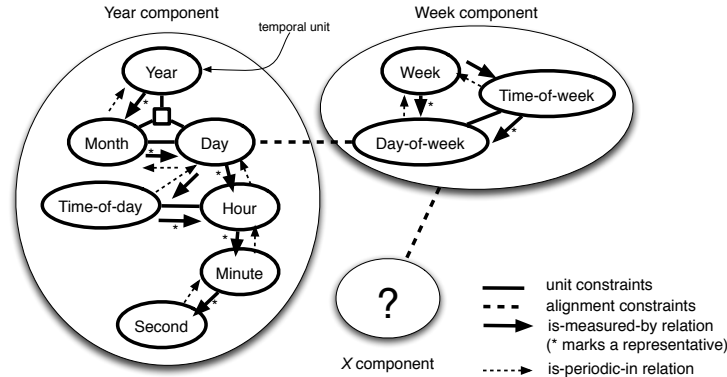 Year component
Week component
temporal unit
Year
*
Month
Day
*
*
Time-of-day
Hour
*
*
Minute
*
Second
Week
Time-of-week
*
*
Day-of-week
?
X component
unit constraints
alignment constraints
is-measured-by relation
(* marks a representative)
is-periodic-in relation